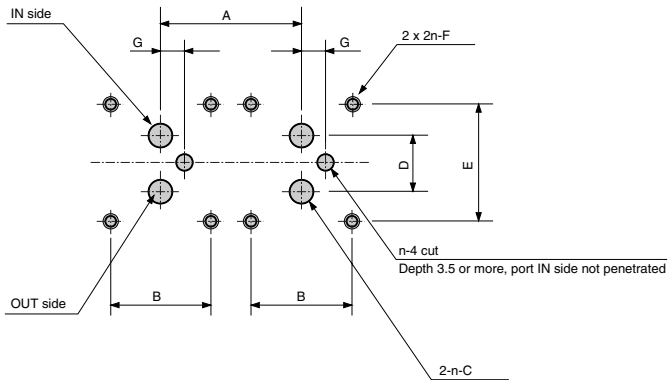 IN side
A
G
G
2 x 2n-F
D
E
n-4 cut
Depth 3.5 or more, port IN side not penetrated
B
B
OUT side
2-n-C